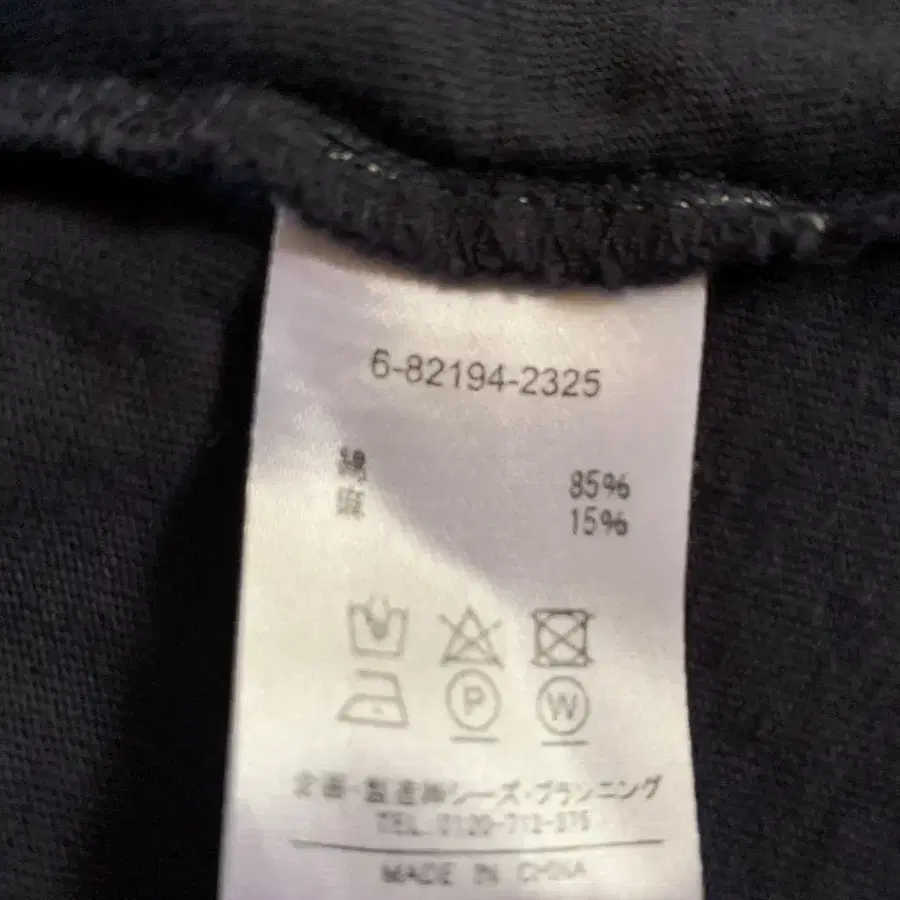 6-82194-2325
綿 85%
麻 15%
P W
企画・製造㈱シーズ・プランニング
TEL.0120-712-375
MADE IN CHINA